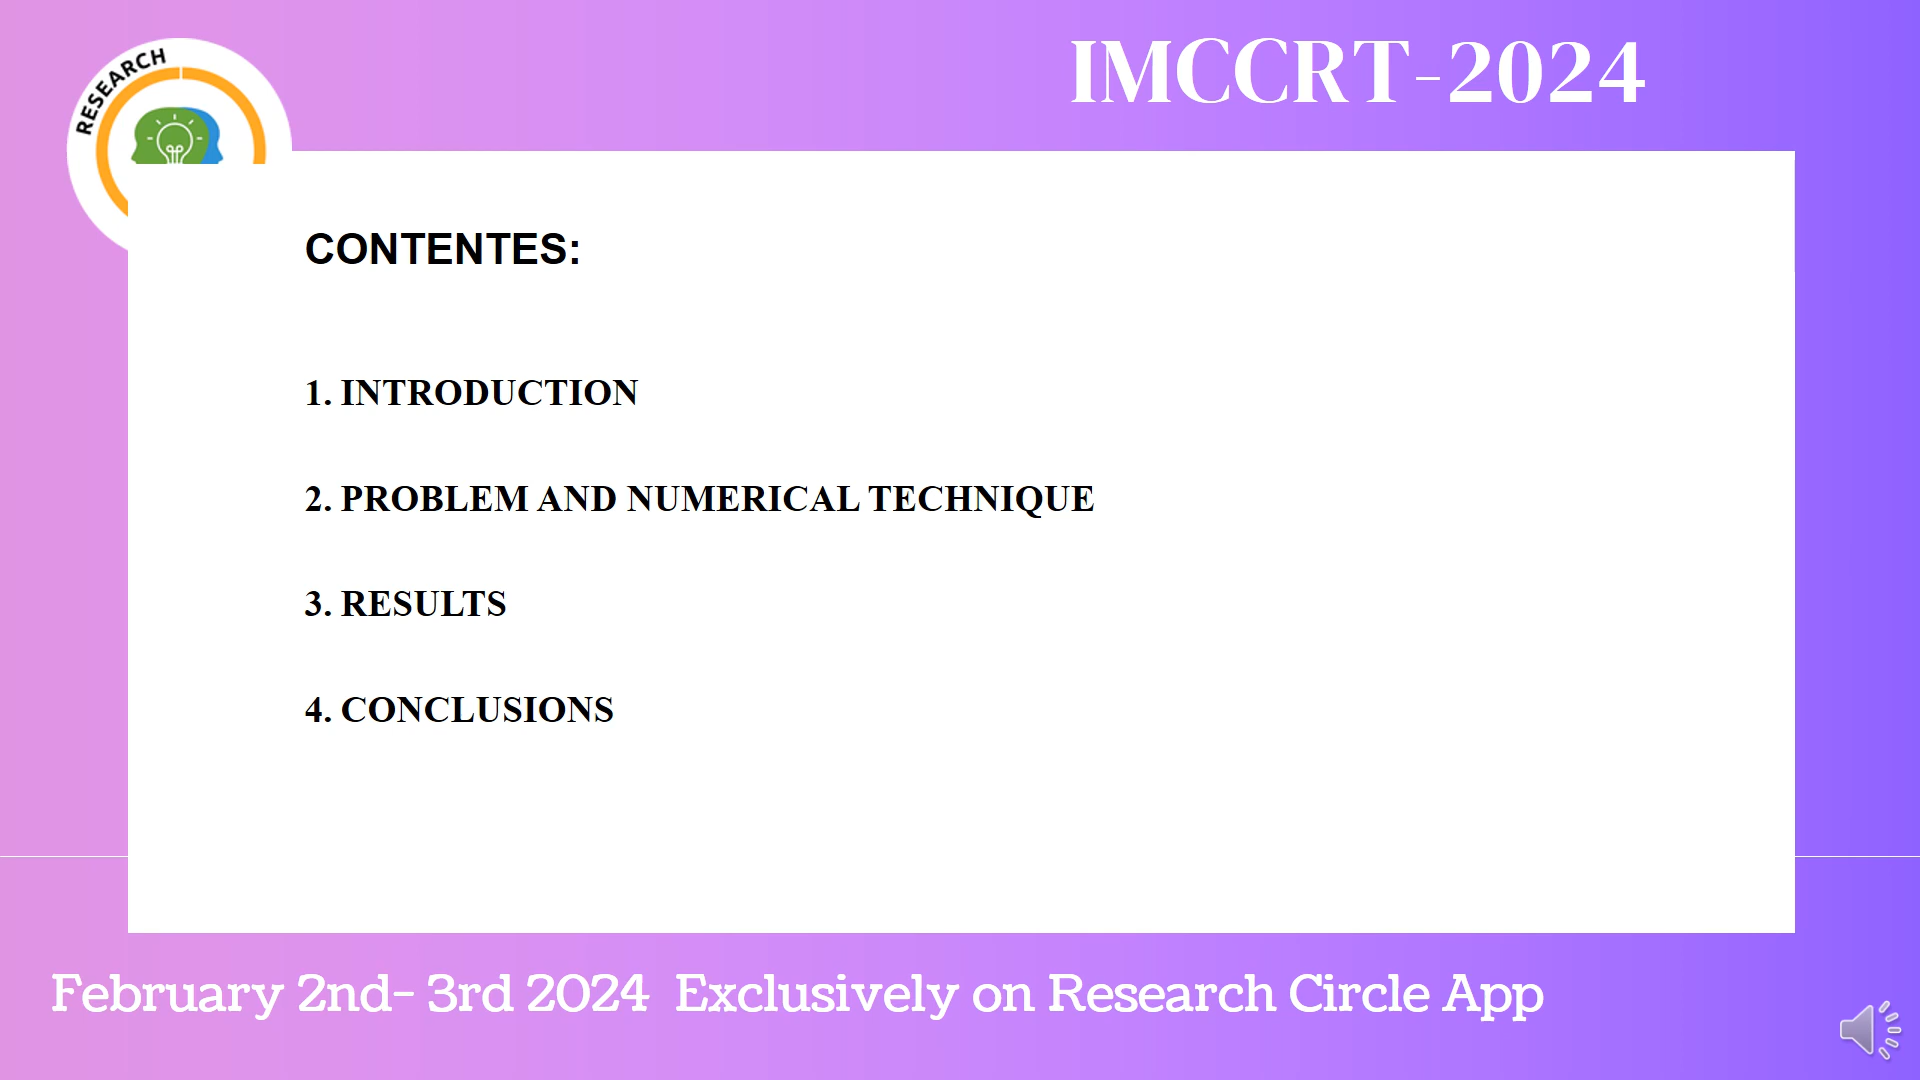 RESEARCH
IMCCRT-2024
CONTENTES:
1. INTRODUCTION
2. PROBLEM AND NUMERICAL TECHNIQUE
3. RESULTS
4. CONCLUSIONS
February 2nd- 3rd 2024 Exclusively on Research Circle App